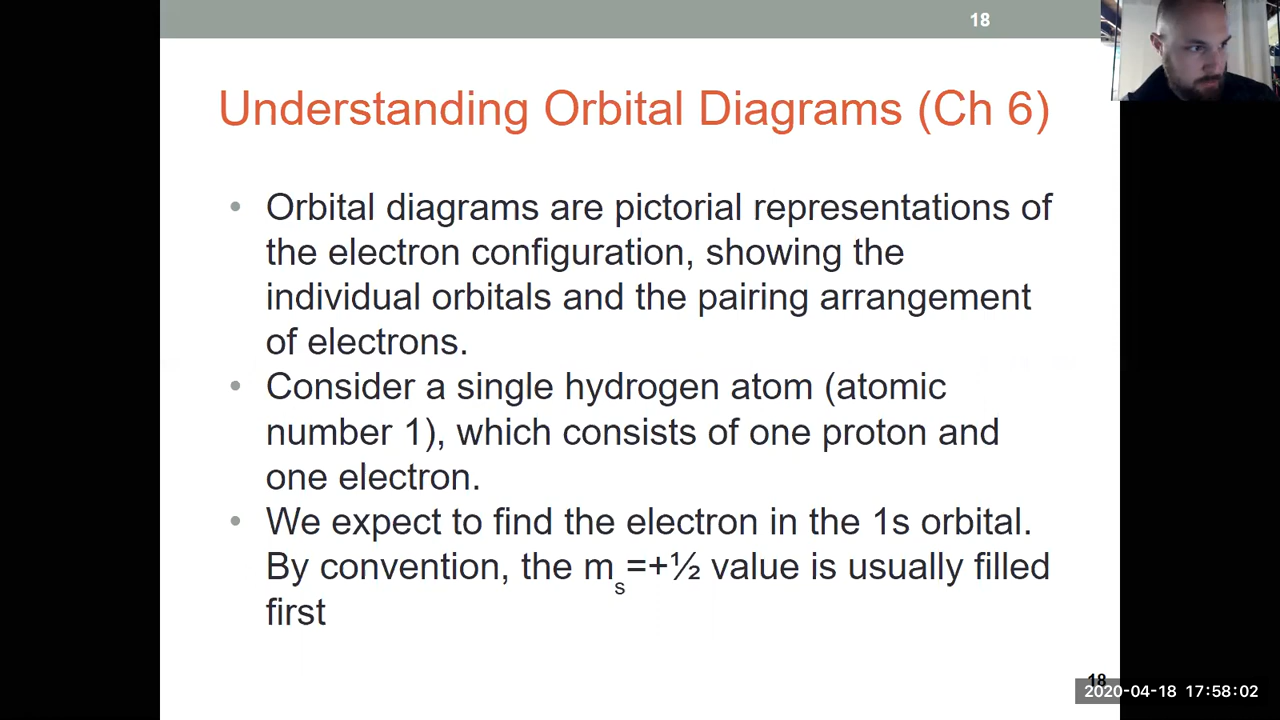 18
Understanding Orbital Diagrams (Ch 6)
• Orbital diagrams are pictorial representations of
the electron configuration, showing the
individual orbitals and the pairing arrangement
of electrons.
• Consider a single hydrogen atom (atomic
number 1), which consists of one proton and
one electron.
• We expect to find the electron in the 1s orbital.
By convention, the mₛ=+½ value is usually filled
first
18
2020-04-18 17:58:02